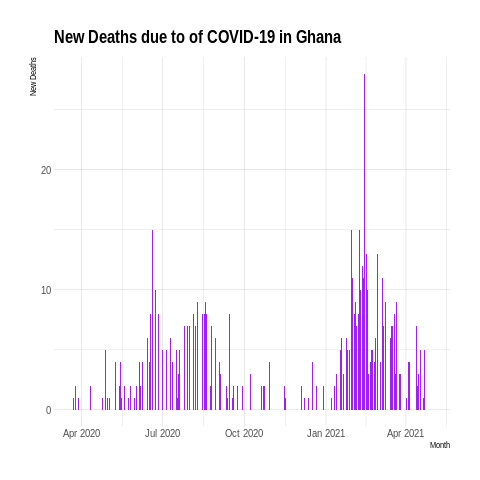 New Deaths due to of COVID-19 in Ghana
New Deaths
20
10
0
Apr 2020 Jul 2020 Oct 2020 Jan 2021 Apr 2021
Month